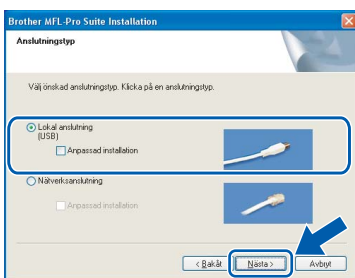 Brother MFL-Pro Suite Installation
Anslutningstyp
Välj önskad anslutningstyp. Klicka på en anslutningstyp.
Lokal anslutning
(USB)
Anpassad installation
Nätverksanslutning
Anpassad installation
< Bakåt
Nästa >
Avbryt